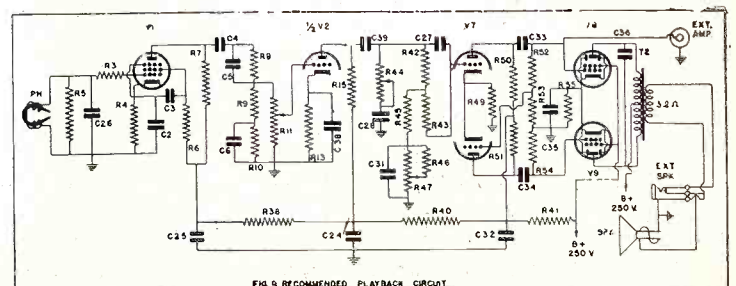 V1
C4
R7
R3
PH
R5
C26
R4
C3
C2
R6
C5
R8
R9
C6
R10
R11
½V2
R13
C38
R15
C39
R44
C28
R42
C27
R45
R43
C31
R47
R46
V7
R49
R50
R51
C33
R52
R53
C35
R55
R54
C34
V8
V9
C36
T2
EXT.
AMP.
3.2 Ω
B+
250 V.
EXT
SPK
SPK
B+
250 V.
C25
R38
C24
R40
C32
R41
FIG. 9. RECOMMENDED PLAYBACK CIRCUIT